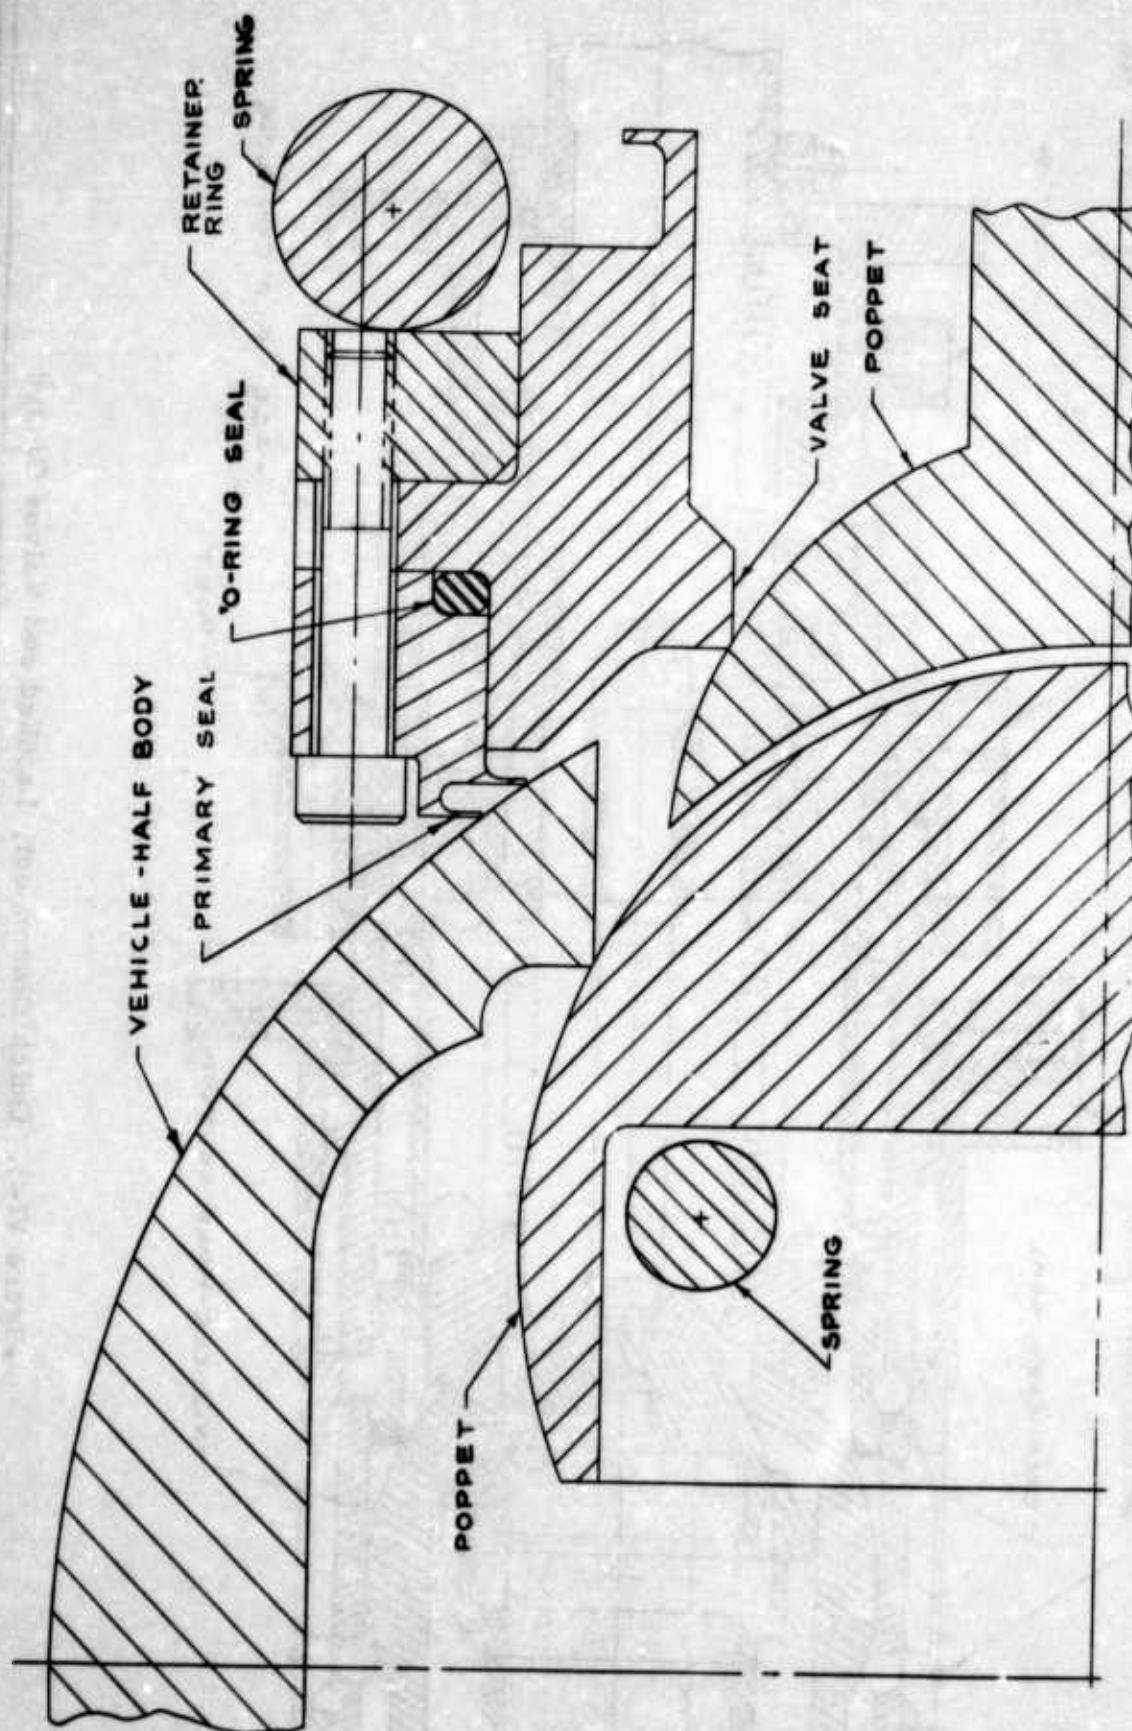 VEHICLE -HALF BODY
PRIMARY SEAL
'O-RING SEAL
RETAINER
RING
SPRING
POPPET
SPRING
VALVE SEAT
POPPET